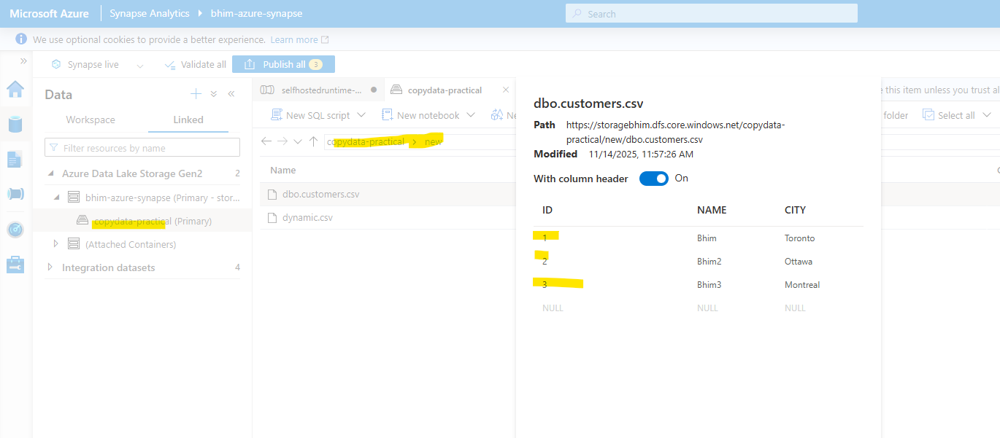 Microsoft Azure Synapse Analytics bhim-azure-synapse Search
We use optional cookies to provide a better experience. Learn more
Synapse live Validate all Publish all 3
Data
Workspace Linked
Filter resources by name
Azure Data Lake Storage Gen2 2
bhim-azure-synapse (Primary - stor...
copydata-practical (Primary)
(Attached Containers)
Integration datasets 4
selfhostedruntime-... copydata-practical
New SQL script New notebook Ne
copydata-practical > new
Name
dbo.customers.csv
dynamic.csv
dbo.customers.csv
Path https://storagebhim.dfs.core.windows.net/copydata-
practical/new/dbo.customers.csv
Modified 11/14/2025, 11:57:26 AM
With column header On
ID NAME CITY
1 Bhim Toronto
2 Bhim2 Ottawa
3 Bhim3 Montreal
NULL NULL NULL
e this item unless you trust al
folder Select all